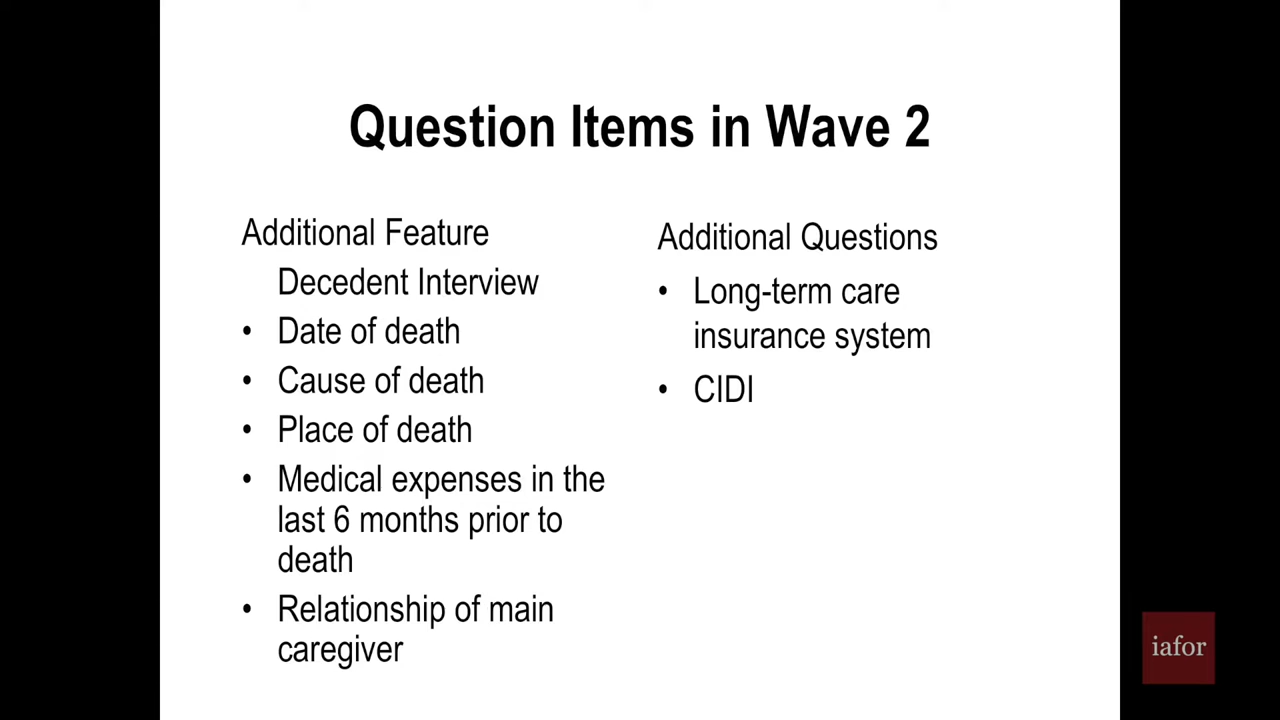 Question Items in Wave 2
Additional Feature
Decedent Interview
• Date of death
• Cause of death
• Place of death
• Medical expenses in the
last 6 months prior to
death
• Relationship of main
caregiver
Additional Questions
• Long-term care
insurance system
• CIDI
iafor